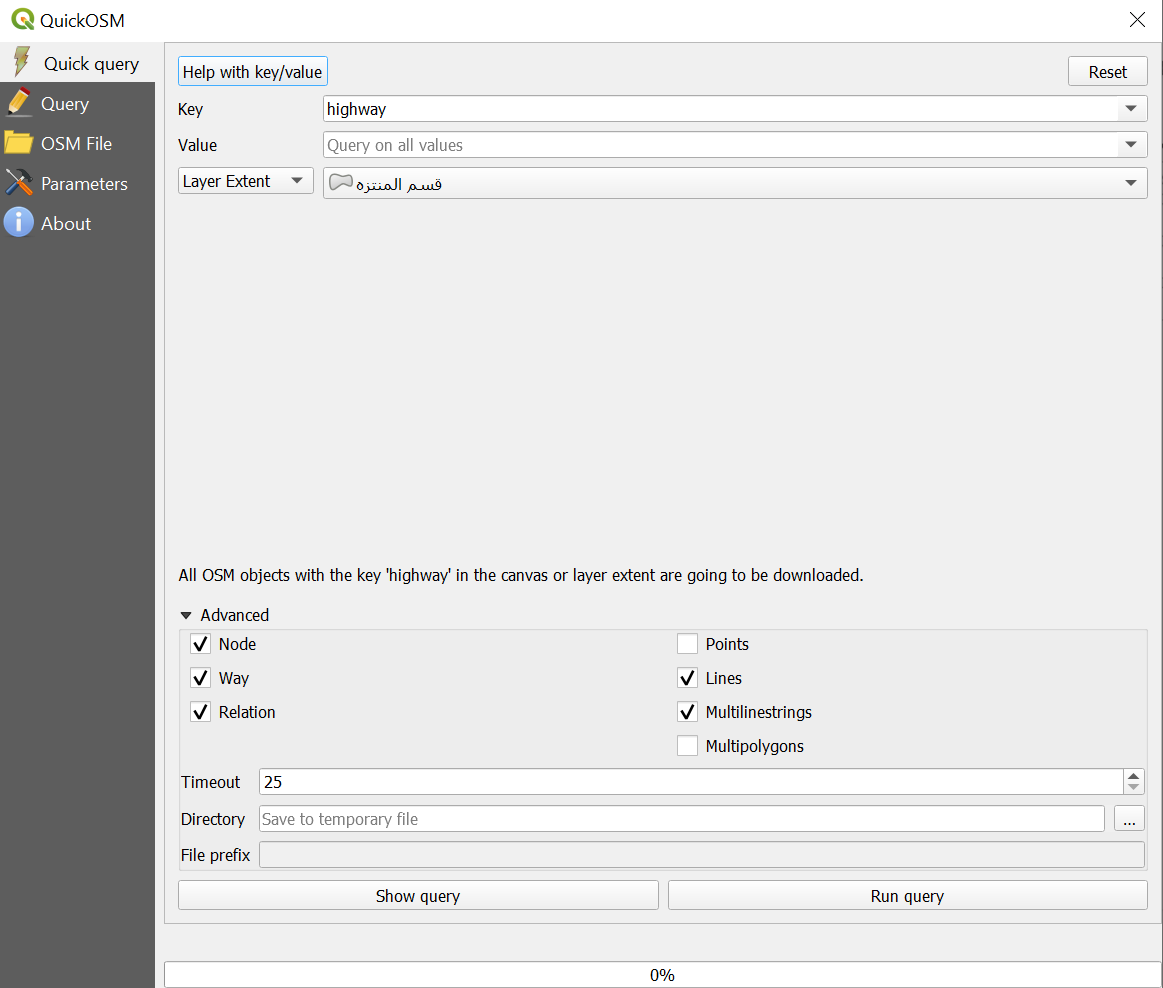 QuickOSM
Quick query
Query
OSM File
Parameters
About
Help with key/value
Reset
Key
highway
Value
Query on all values
Layer Extent
قسم المنتزه
All OSM objects with the key 'highway' in the canvas or layer extent are going to be downloaded.
Advanced
Node
Points
Way
Lines
Relation
Multilinestrings
Multipolygons
Timeout
25
Directory
Save to temporary file
...
File prefix
Show query
Run query
0%